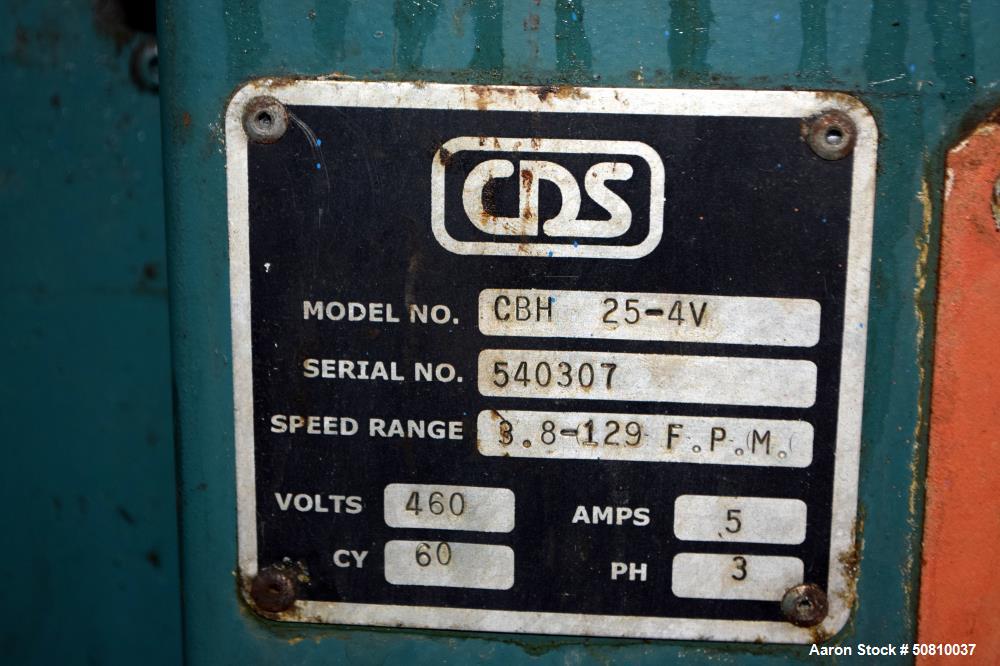 CDS
MODEL NO. CBH 25-4V
SERIAL NO. 540307
SPEED RANGE 3.8-129 F.P.M.
VOLTS 460 AMPS 5
CY 60 PH 3
Aaron Stock # 50810037